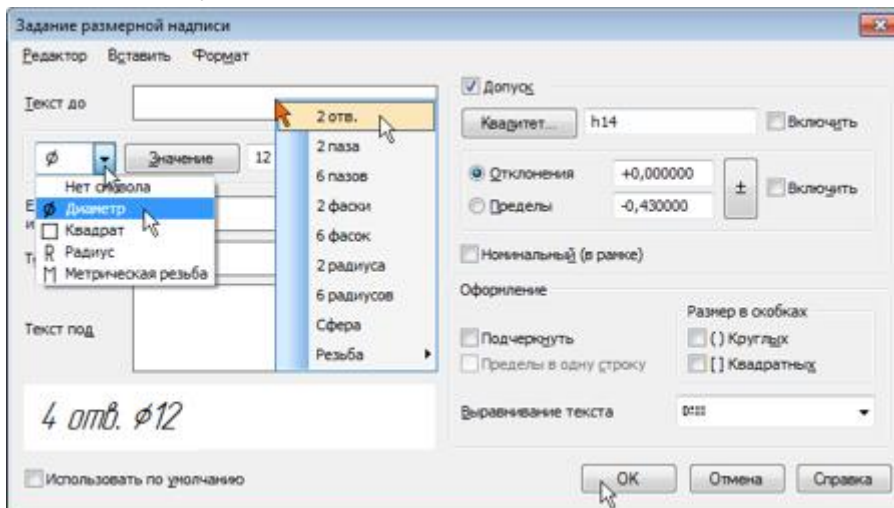 Задание размерной надписи
Редактор Вставить Формат
Текст до
2 отв.
2 паза
6 пазов
2 фаски
6 фасок
2 радиуса
6 радиусов
Сфера
Резьба
Ø Значение 12
Нет символа
Ø Диаметр
Квадрат
R Радиус
M Метрическая резьба
Текст под
4 отв. Ø12
Использовать по умолчанию
Допуск
Квалитет... h14 Включить
Отклонения +0,000000
± Включить
Пределы -0,430000
Номинальный (в рамке)
Оформление
Размер в скобках
Подчеркнуть ( ) Круглых
Пределы в одну строку [ ] Квадратных
Выравнивание текста
OK Отмена Справка